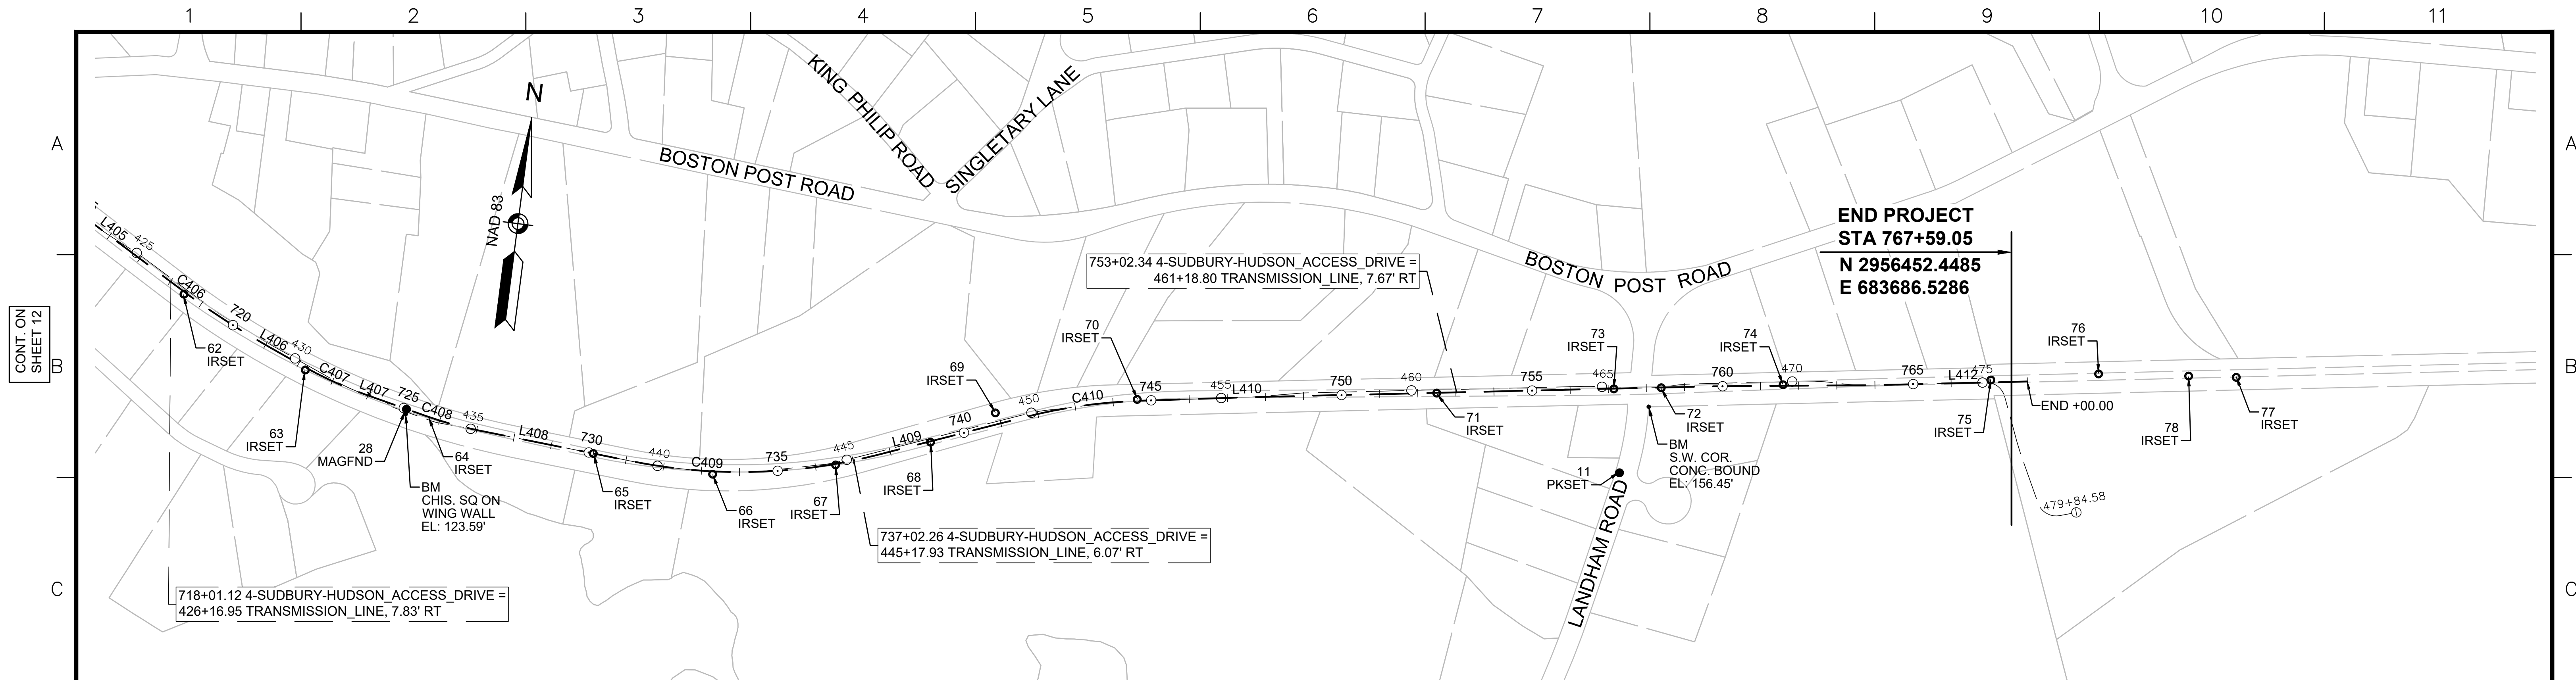 1 2 3 4 5 6 7 8 9 10 11
A
B
C
A
B
C
CONT. ON
SHEET 12
N
NAD 83
KING PHILIP ROAD
SINGLETARY LANE
BOSTON POST ROAD
BOSTON POST ROAD
LANDHAM ROAD
END PROJECT
STA 767+59.05
N 2956452.4485
E 683686.5286
753+02.34 4-SUDBURY-HUDSON_ACCESS_DRIVE =
461+18.80 TRANSMISSION_LINE, 7.67' RT
737+02.26 4-SUDBURY-HUDSON_ACCESS_DRIVE =
445+17.93 TRANSMISSION_LINE, 6.07' RT
718+01.12 4-SUDBURY-HUDSON_ACCESS_DRIVE =
426+16.95 TRANSMISSION_LINE, 7.83' RT
L405
425
C406
720
L406
430
C407
L407
725
C408
435
L408
730
440
C409
735
445
L409
740
450
C410
745
455
L410
750
460
755
465
760
470
765
L412
475
END +00.00
479+84.58
62
IRSET
63
IRSET
28
MAGFND
64
IRSET
BM
CHIS. SQ ON
WING WALL
EL: 123.59'
65
IRSET
66
IRSET
67
IRSET
68
IRSET
69
IRSET
70
IRSET
71
IRSET
73
IRSET
72
IRSET
BM
S.W. COR.
CONC. BOUND
EL: 156.45'
11
PKSET
74
IRSET
75
IRSET
76
IRSET
78
IRSET
77
IRSET